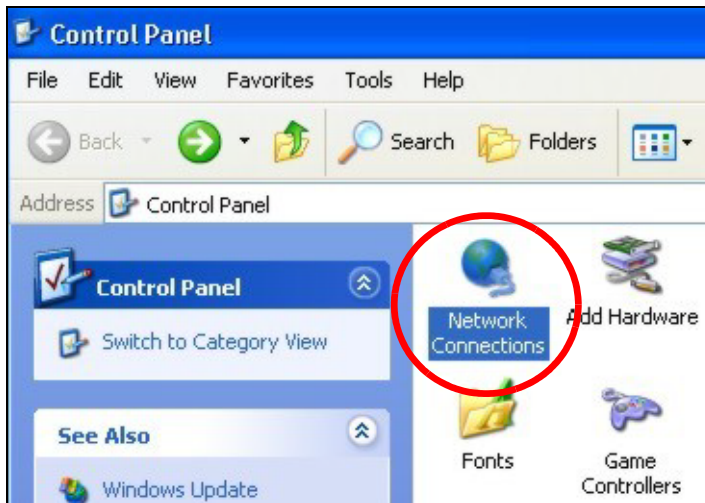 Control Panel
File Edit View Favorites Tools Help
Back Search Folders
Address Control Panel
Control Panel
Switch to Category View
See Also
Windows Update
Network
Connections
Add Hardware
Fonts
Game
Controllers